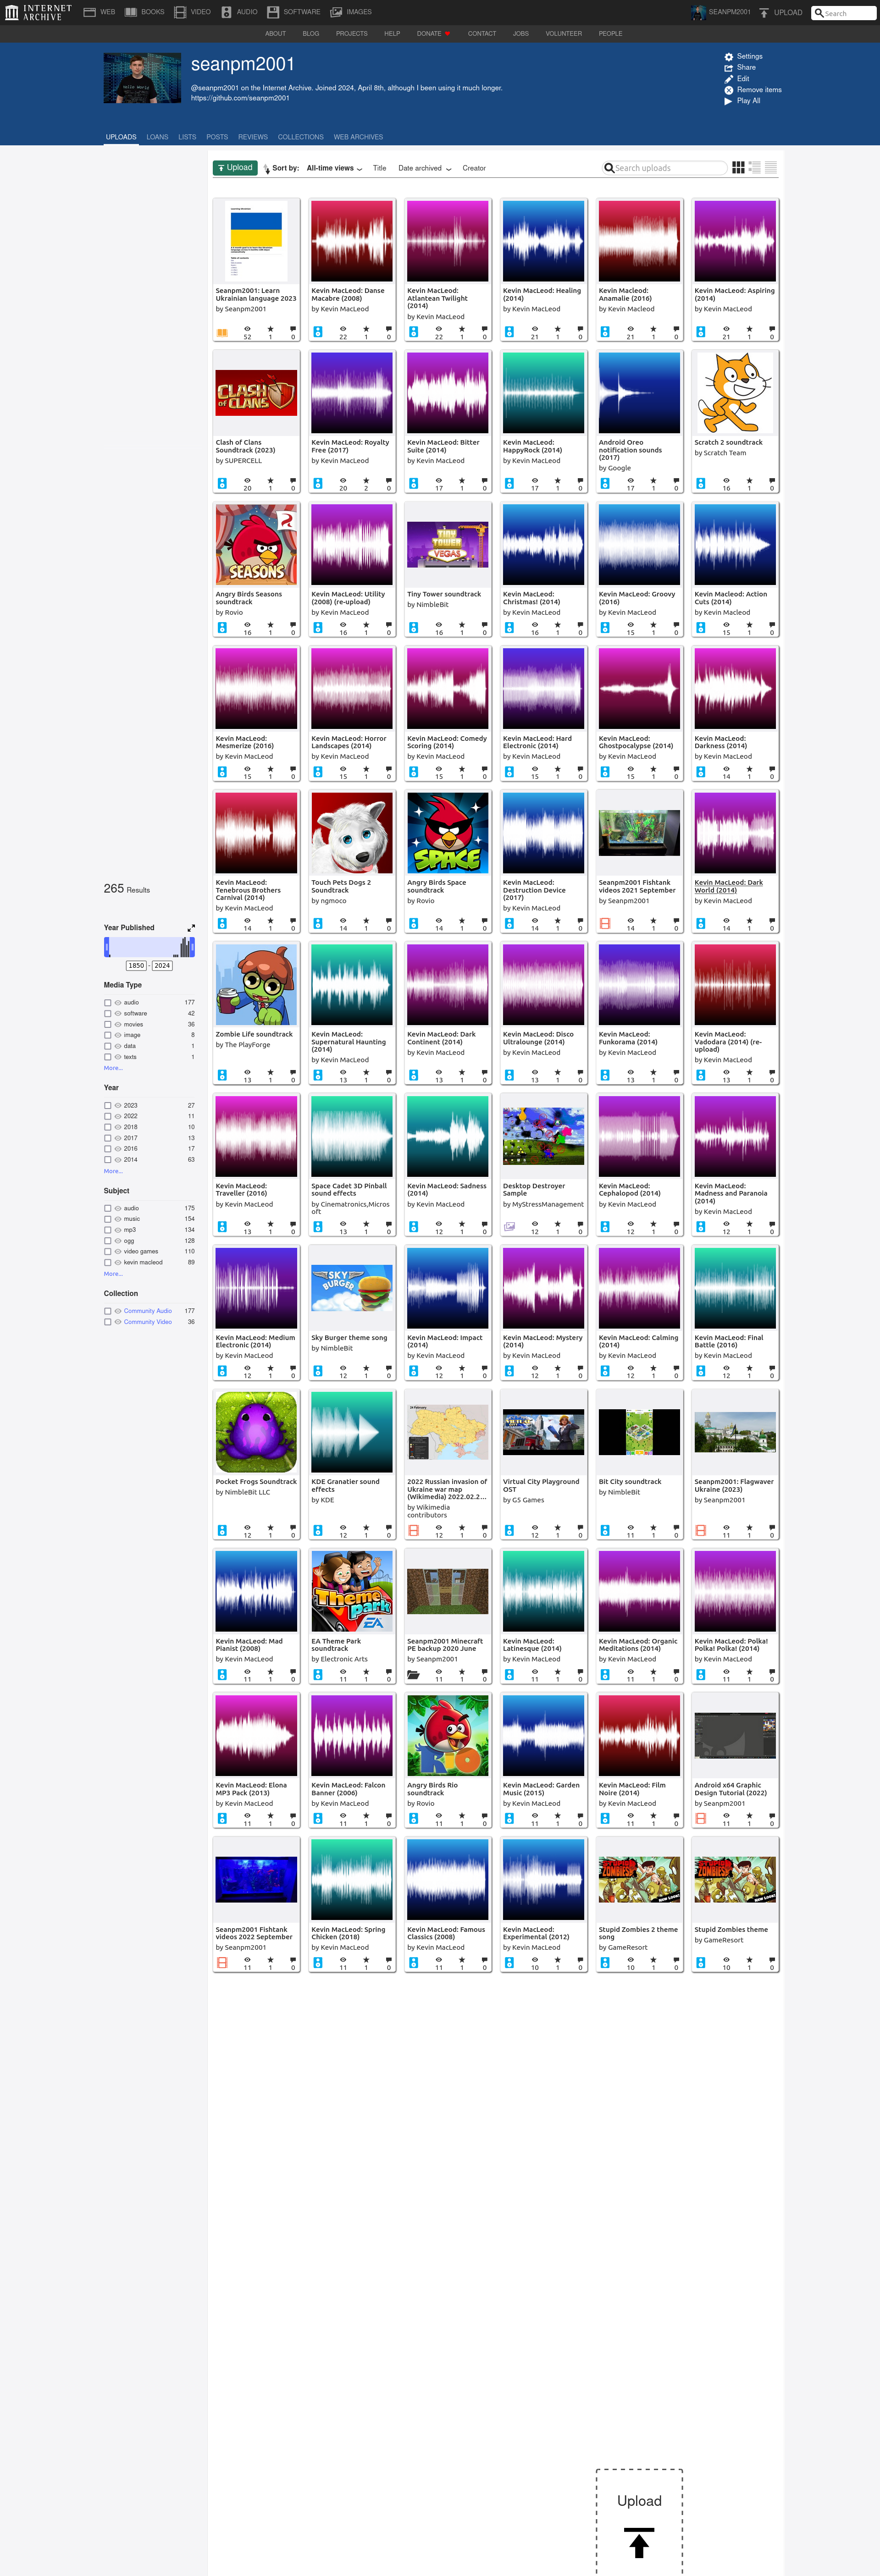 INTERNET ARCHIVE
WEB BOOKS VIDEO AUDIO SOFTWARE IMAGES SEANPM2001 UPLOAD Search
ABOUT BLOG PROJECTS HELP DONATE CONTACT JOBS VOLUNTEER PEOPLE
seanpm2001
@seanpm2001 on the Internet Archive. Joined 2024, April 8th, although I been using it much longer.
https://github.com/seanpm2001
Settings
Share
Edit
Remove items
Play All
UPLOADS LOANS LISTS POSTS REVIEWS COLLECTIONS WEB ARCHIVES
Upload Sort by: All-time views Title Date archived Creator Search uploads
265 Results
Year Published
1850 - 2024
Media Type
audio 177
software 42
movies 36
image 8
data 1
texts 1
More...
Year
2023 27
2022 11
2018 10
2017 13
2016 17
2014 63
More...
Subject
audio 175
music 154
mp3 134
ogg 128
video games 110
kevin macleod 89
More...
Collection
Community Audio 177
Community Video 36
Seanpm2001: Learn
Ukrainian language 2023
by Seanpm2001
52 1 0
Kevin MacLeod: Danse
Macabre (2008)
by Kevin MacLeod
22 1 0
Kevin MacLeod:
Atlantean Twilight
(2014)
by Kevin MacLeod
22 1 0
Kevin MacLeod: Healing
(2014)
by Kevin MacLeod
21 1 0
Kevin Macleod:
Anamalie (2016)
by Kevin Macleod
21 1 0
Kevin MacLeod: Aspiring
(2014)
by Kevin MacLeod
21 1 0
CLASH OF CLANS
Clash of Clans
Soundtrack (2023)
by SUPERCELL
20 1 0
Kevin MacLeod: Royalty
Free (2017)
by Kevin MacLeod
20 2 0
Kevin MacLeod: Bitter
Suite (2014)
by Kevin MacLeod
17 1 0
Kevin MacLeod:
HappyRock (2014)
by Kevin MacLeod
17 1 0
Android Oreo
notification sounds
(2017)
by Google
17 1 0
Scratch 2 soundtrack
by Scratch Team
16 1 0
SEASONS
Angry Birds Seasons
soundtrack
by Rovio
16 1 0
Kevin MacLeod: Utility
(2008) (re-upload)
by Kevin MacLeod
16 1 0
TINY TOWER VEGAS
Tiny Tower soundtrack
by NimbleBit
16 1 0
Kevin MacLeod:
Christmas! (2014)
by Kevin MacLeod
16 1 0
Kevin MacLeod: Groovy
(2016)
by Kevin MacLeod
15 1 0
Kevin Macleod: Action
Cuts (2014)
by Kevin Macleod
15 1 0
Kevin MacLeod:
Mesmerize (2016)
by Kevin MacLeod
15 1 0
Kevin MacLeod: Horror
Landscapes (2014)
by Kevin MacLeod
15 1 0
Kevin MacLeod: Comedy
Scoring (2014)
by Kevin MacLeod
15 1 0
Kevin MacLeod: Hard
Electronic (2014)
by Kevin MacLeod
15 1 0
Kevin MacLeod:
Ghostpocalypse (2014)
by Kevin MacLeod
15 1 0
Kevin MacLeod:
Darkness (2014)
by Kevin MacLeod
14 1 0
Kevin MacLeod:
Tenebrous Brothers
Carnival (2014)
by Kevin MacLeod
14 1 0
Touch Pets Dogs 2
Soundtrack
by ngmoco
14 1 0
SPACE
Angry Birds Space
soundtrack
by Rovio
14 1 0
Kevin MacLeod:
Destruction Device
(2017)
by Kevin MacLeod
14 1 0
Seanpm2001 Fishtank
videos 2021 September
by Seanpm2001
14 1 0
Kevin MacLeod: Dark
World (2014)
by Kevin MacLeod
14 1 0
Zombie Life soundtrack
by The PlayForge
13 1 0
Kevin MacLeod:
Supernatural Haunting
(2014)
by Kevin MacLeod
13 1 0
Kevin MacLeod: Dark
Continent (2014)
by Kevin MacLeod
13 1 0
Kevin MacLeod: Disco
Ultralounge (2014)
by Kevin MacLeod
13 1 0
Kevin MacLeod:
Funkorama (2014)
by Kevin MacLeod
13 1 0
Kevin MacLeod:
Vadodara (2014) (re-
upload)
by Kevin MacLeod
13 1 0
Kevin MacLeod:
Traveller (2016)
by Kevin MacLeod
13 1 0
Space Cadet 3D Pinball
sound effects
by Cinematronics,Micros
oft
13 1 0
Kevin MacLeod: Sadness
(2014)
by Kevin MacLeod
12 1 0
Desktop Destroyer
Sample
by MyStressManagement
12 1 0
Kevin MacLeod:
Cephalopod (2014)
by Kevin MacLeod
12 1 0
Kevin MacLeod:
Madness and Paranoia
(2014)
by Kevin MacLeod
12 1 0
Kevin MacLeod: Medium
Electronic (2014)
by Kevin MacLeod
12 1 0
SKY BURGER
Sky Burger theme song
by NimbleBit
12 1 0
Kevin MacLeod: Impact
(2014)
by Kevin MacLeod
12 1 0
Kevin MacLeod: Mystery
(2014)
by Kevin MacLeod
12 1 0
Kevin MacLeod: Calming
(2014)
by Kevin MacLeod
12 1 0
Kevin MacLeod: Final
Battle (2016)
by Kevin MacLeod
12 1 0
Pocket Frogs Soundtrack
by NimbleBit LLC
12 1 0
KDE Granatier sound
effects
by KDE
12 1 0
2022 Russian invasion of
Ukraine war map
(Wikimedia) 2022.02.2...
by Wikimedia
contributors
12 1 0
Virtual City Playground
OST
by G5 Games
12 1 0
Bit City soundtrack
by NimbleBit
11 1 0
Seanpm2001: Flagwaver
Ukraine (2023)
by Seanpm2001
11 1 0
Kevin MacLeod: Mad
Pianist (2008)
by Kevin MacLeod
11 1 0
Theme Park
EA
EA Theme Park
soundtrack
by Electronic Arts
11 1 0
Seanpm2001 Minecraft
PE backup 2020 June
by Seanpm2001
11 1 0
Kevin MacLeod:
Latinesque (2014)
by Kevin MacLeod
11 1 0
Kevin MacLeod: Organic
Meditations (2014)
by Kevin MacLeod
11 1 0
Kevin MacLeod: Polka!
Polka! Polka! (2014)
by Kevin MacLeod
11 1 0
Kevin MacLeod: Elona
MP3 Pack (2013)
by Kevin MacLeod
11 1 0
Kevin MacLeod: Falcon
Banner (2006)
by Kevin MacLeod
11 1 0
RIO
Angry Birds Rio
soundtrack
by Rovio
11 1 0
Kevin MacLeod: Garden
Music (2015)
by Kevin MacLeod
11 1 0
Kevin MacLeod: Film
Noire (2014)
by Kevin MacLeod
11 1 0
Android x64 Graphic
Design Tutorial (2022)
by Seanpm2001
11 1 0
Seanpm2001 Fishtank
videos 2022 September
by Seanpm2001
11 1 0
Kevin MacLeod: Spring
Chicken (2018)
by Kevin MacLeod
11 1 0
Kevin MacLeod: Famous
Classics (2008)
by Kevin MacLeod
11 1 0
Kevin MacLeod:
Experimental (2012)
by Kevin MacLeod
10 1 0
STUPID ZOMBIES
Stupid Zombies 2 theme
song
by GameResort
10 1 0
STUPID ZOMBIES
Stupid Zombies theme
by GameResort
10 1 0
Upload